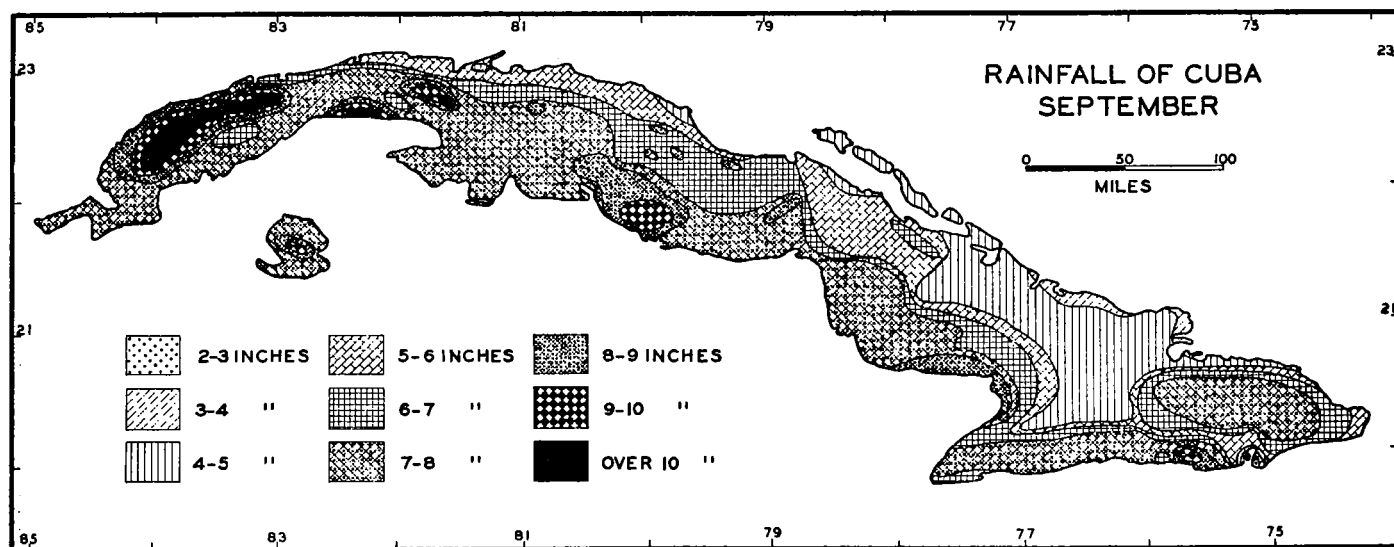 85 83 81 79 77 75
23 23
RAINFALL OF CUBA
SEPTEMBER
0 50 100
MILES
21 21
2-3 INCHES 5-6 INCHES 8-9 INCHES
3-4 " 6-7 " 9-10 "
4-5 " 7-8 " OVER 10 "
85 83 81 79 77 75